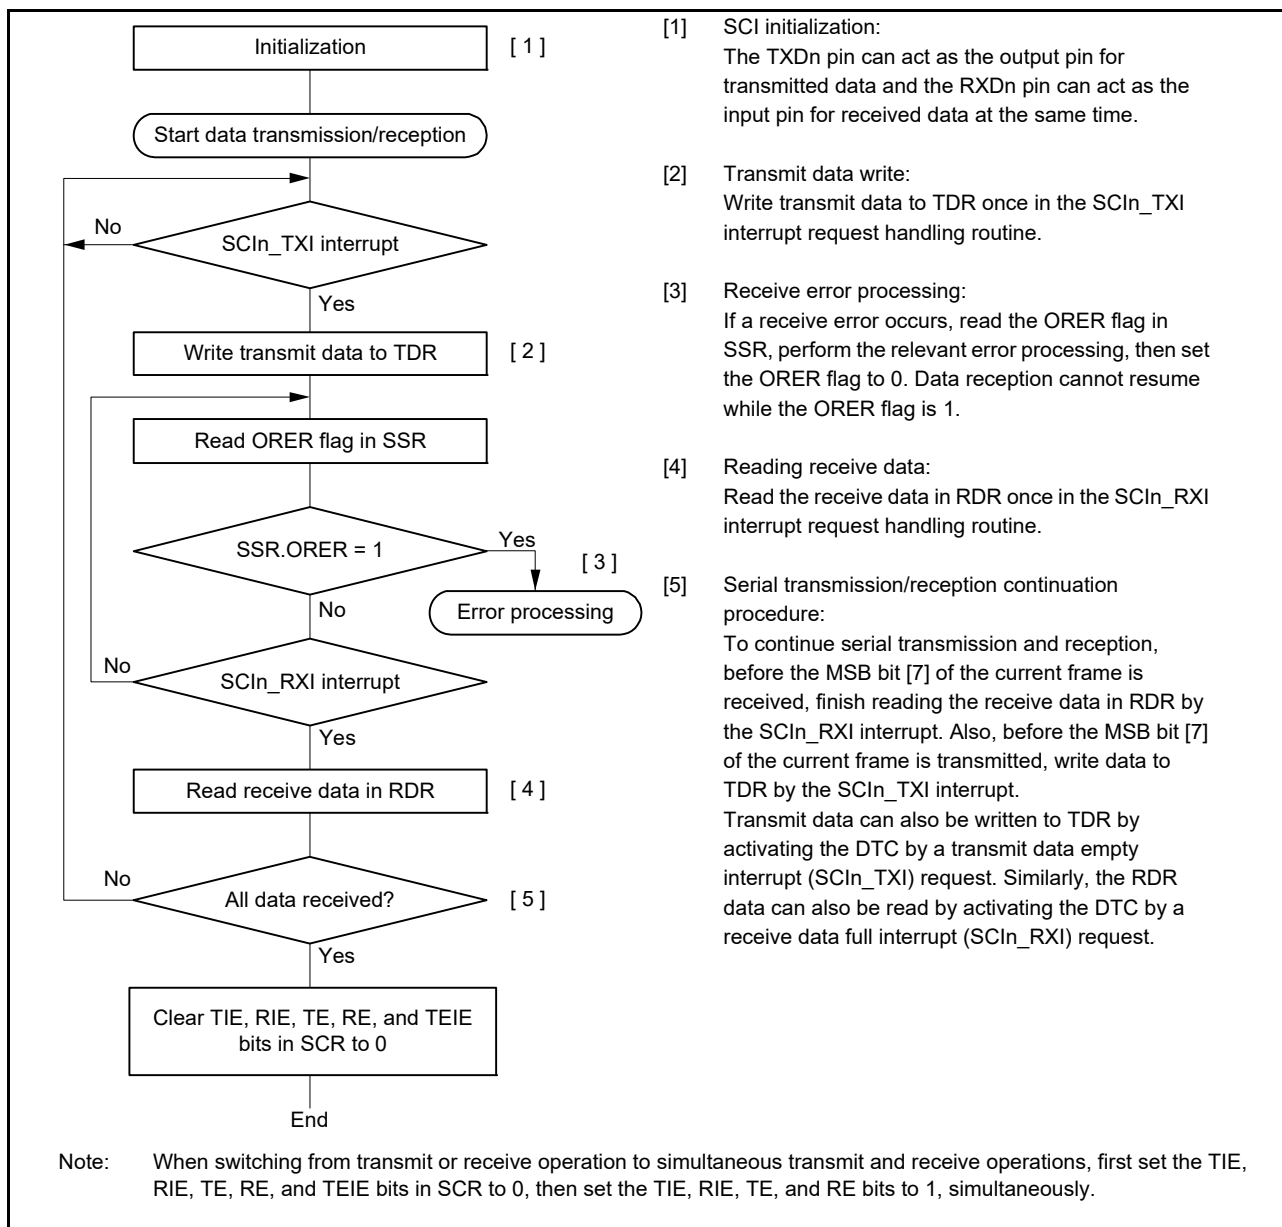 Initialization
[ 1 ]
Start data transmission/reception
No
SCIn_TXI interrupt
Yes
Write transmit data to TDR
[ 2 ]
Read ORER flag in SSR
SSR.ORER = 1
Yes
[ 3 ]
Error processing
No
No
SCIn_RXI interrupt
Yes
Read receive data in RDR
[ 4 ]
No
All data received?
[ 5 ]
Yes
Clear TIE, RIE, TE, RE, and TEIE
bits in SCR to 0
End
[1] SCI initialization:
The TXDn pin can act as the output pin for
transmitted data and the RXDn pin can act as the
input pin for received data at the same time.
[2] Transmit data write:
Write transmit data to TDR once in the SCIn_TXI
interrupt request handling routine.
[3] Receive error processing:
If a receive error occurs, read the ORER flag in
SSR, perform the relevant error processing, then set
the ORER flag to 0. Data reception cannot resume
while the ORER flag is 1.
[4] Reading receive data:
Read the receive data in RDR once in the SCIn_RXI
interrupt request handling routine.
[5] Serial transmission/reception continuation
procedure:
To continue serial transmission and reception,
before the MSB bit [7] of the current frame is
received, finish reading the receive data in RDR by
the SCIn_RXI interrupt. Also, before the MSB bit [7]
of the current frame is transmitted, write data to
TDR by the SCIn_TXI interrupt.
Transmit data can also be written to TDR by
activating the DTC by a transmit data empty
interrupt (SCIn_TXI) request. Similarly, the RDR
data can also be read by activating the DTC by a
receive data full interrupt (SCIn_RXI) request.
Note: When switching from transmit or receive operation to simultaneous transmit and receive operations, first set the TIE,
RIE, TE, RE, and TEIE bits in SCR to 0, then set the TIE, RIE, TE, and RE bits to 1, simultaneously.